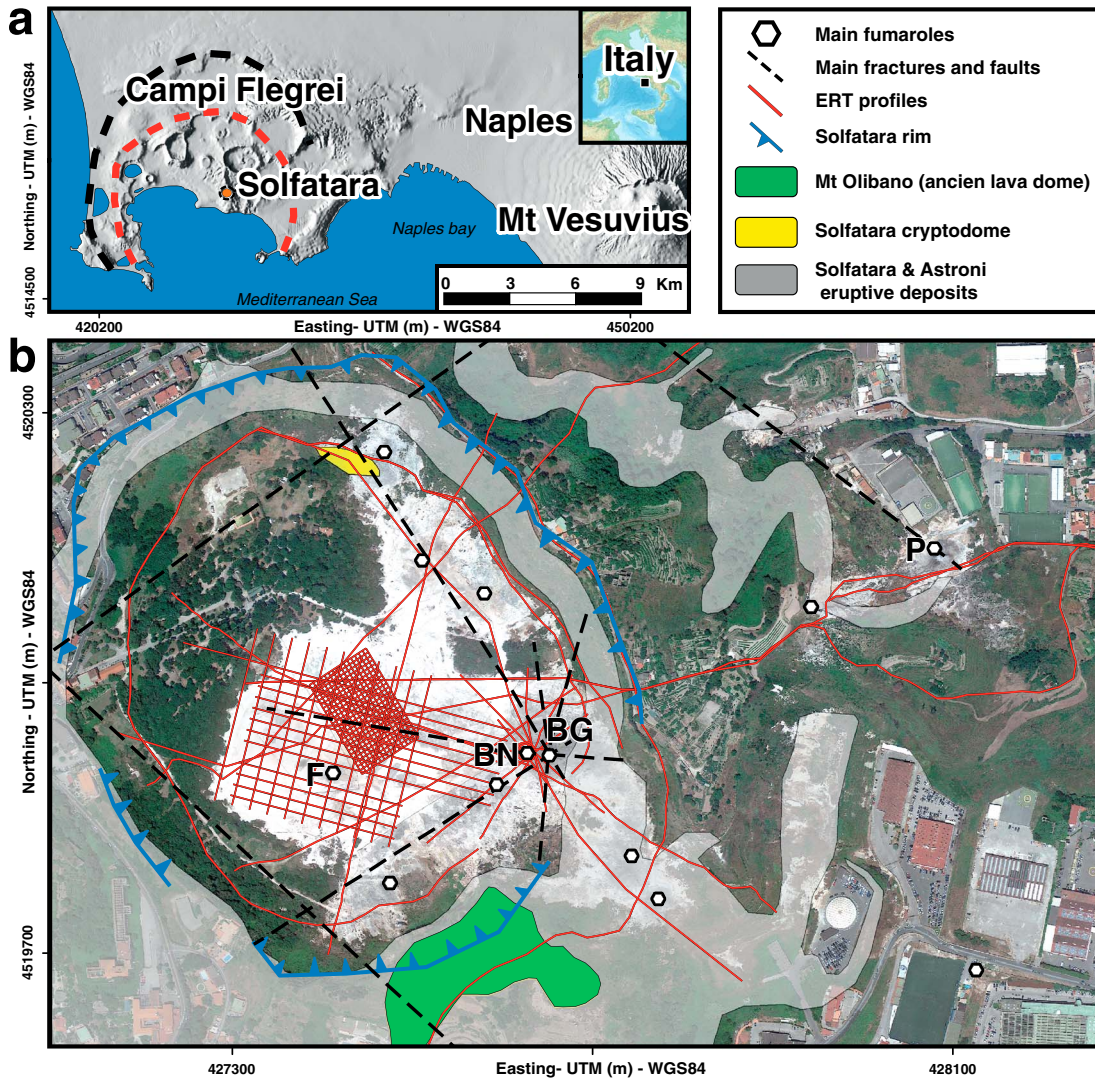 a
Campi Flegrei
Solfatara
Naples
Italy
Mt Vesuvius
Naples bay
Mediterranean Sea
0 3 6 9 Km
Northing - UTM (m) - WGS84
4514500
420200
Easting- UTM (m) - WGS84
450200
Main fumaroles
Main fractures and faults
ERT profiles
Solfatara rim
Mt Olibano (ancien lava dome)
Solfatara cryptodome
Solfatara & Astroni
eruptive deposits
b
4520300
Northing - UTM (m) - WGS84
4519700
P
BG
BN
F
427300
Easting- UTM (m) - WGS84
428100